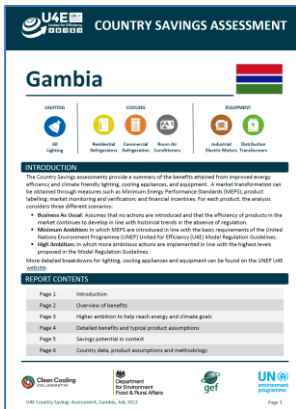 U4E
United for Efficiency
COUNTRY SAVINGS ASSESSMENT
Gambia
LIGHTING
COOLING
EQUIPMENT
All
Lighting
Residential
Refrigerators
Commercial
Refrigeration
Room Air
Conditioners
Industrial
Electric Motors
Distribution
Transformers
INTRODUCTION
The Country Savings assessments provide a summary of the benefits attained from improved energy
efficiency and climate friendly lighting, cooling appliances, and equipment. A market transformation can
be attained through measures such as Minimum Energy Performance Standards (MEPS); product
labelling; market monitoring and verification; and financial incentives. For each product, the analysis
considers three different scenarios:
• Business As Usual: Assumes that no actions are introduced and that the efficiency of products in the
market continues to develop in line with historical trends in the absence of regulation.
• Minimum Ambition: In which MEPS are introduced in line with the basic requirements of the United
Nations Environment Programme (UNEP) United for Efficiency (U4E) Model Regulation Guidelines.
• High Ambition: In which more ambitious actions are implemented in line with the highest levels
proposed in the Model Regulation Guidelines.
More detailed breakdowns for lighting, cooling appliances and equipment can be found on the UNEP U4E
website.
REPORT CONTENTS
Page 1 Introduction
Page 2 Overview of benefits
Page 3 Higher ambition to help reach energy and climate goals
Page 4 Detailed benefits and typical product assumptions
Page 5 Savings potential in context
Page 6 Country data, product assumptions and methodology
Clean Cooling
COLLABORATIVE
Department
for Environment
Food & Rural Affairs
gef
UN
environment
programme
U4E Country Savings Assessment, Gambia, July 2022 Page 1